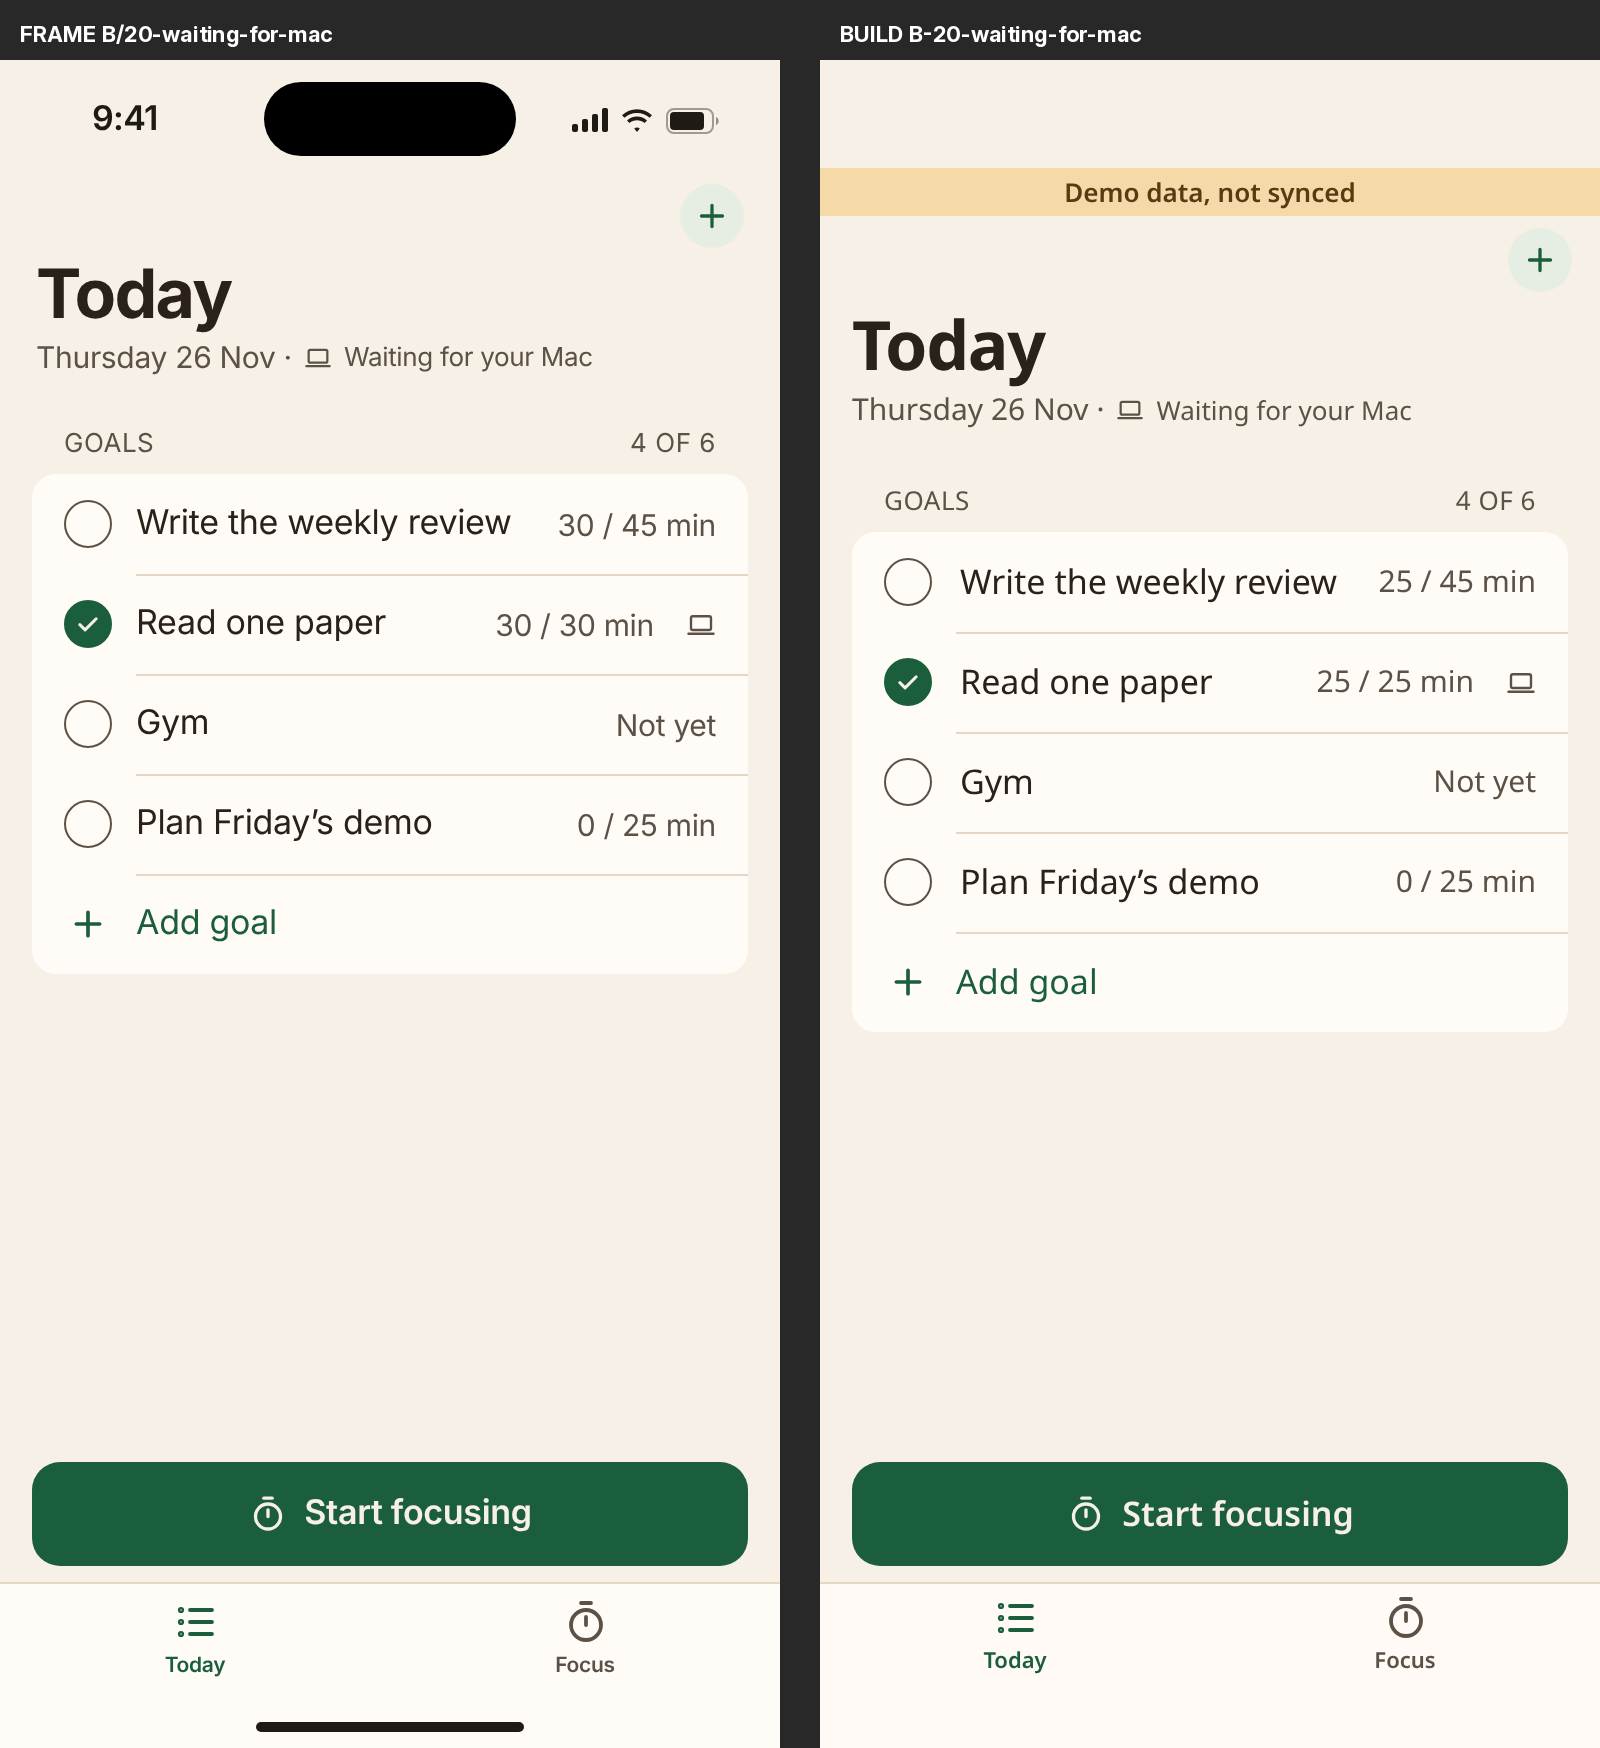 FRAME B/20-waiting-for-mac
9:41
Today
Thursday 26 Nov · Waiting for your Mac
GOALS 4 OF 6
Write the weekly review 30 / 45 min
Read one paper 30 / 30 min
Gym Not yet
Plan Friday’s demo 0 / 25 min
Add goal
Start focusing
Today Focus
BUILD B-20-waiting-for-mac
Demo data, not synced
Today
Thursday 26 Nov · Waiting for your Mac
GOALS 4 OF 6
Write the weekly review 25 / 45 min
Read one paper 25 / 25 min
Gym Not yet
Plan Friday’s demo 0 / 25 min
Add goal
Start focusing
Today Focus